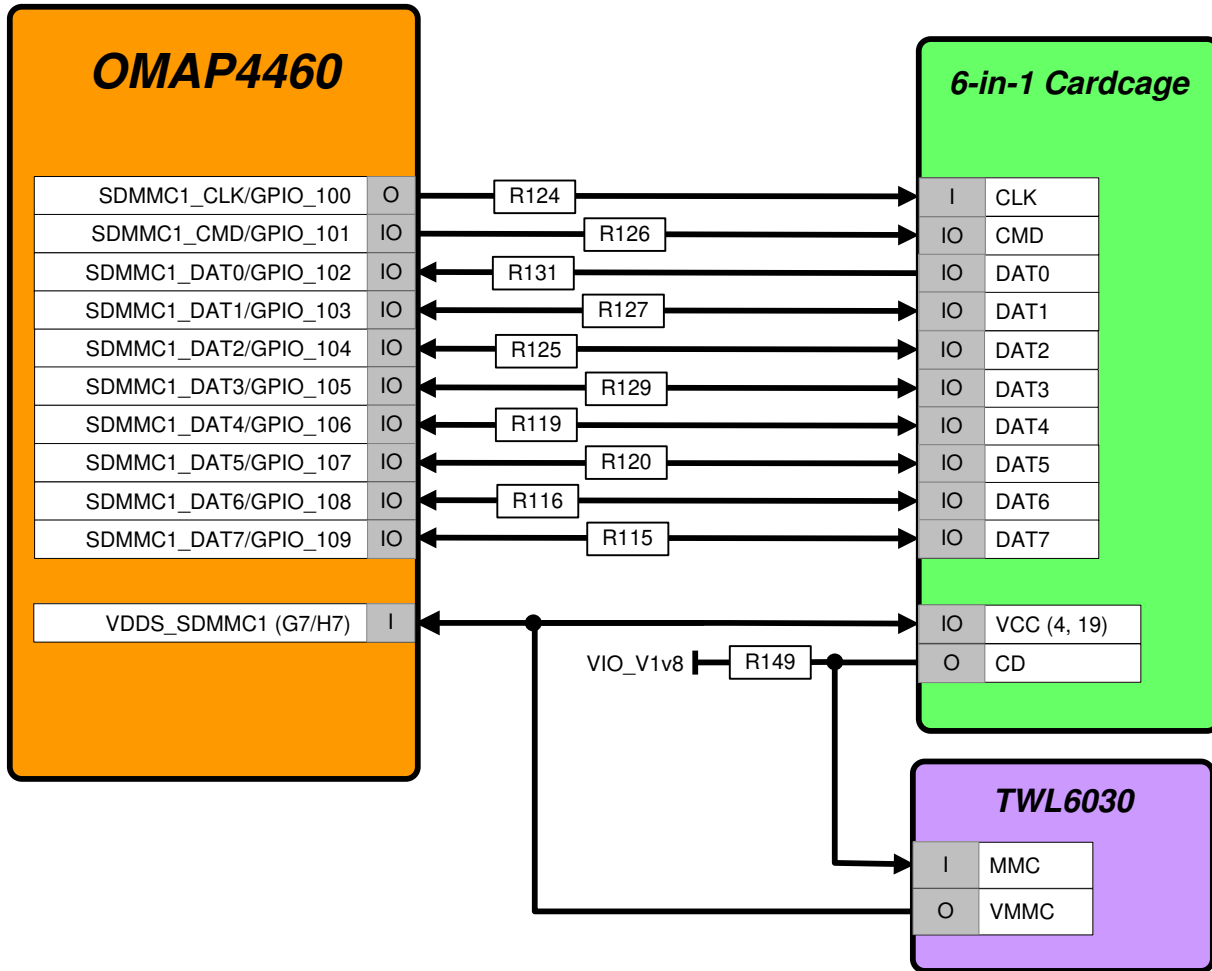 OMAP4460
6-in-1 Cardcage
SDMMC1_CLK/GPIO_100 O R124 I CLK
SDMMC1_CMD/GPIO_101 IO R126 IO CMD
SDMMC1_DAT0/GPIO_102 IO R131 IO DAT0
SDMMC1_DAT1/GPIO_103 IO R127 IO DAT1
SDMMC1_DAT2/GPIO_104 IO R125 IO DAT2
SDMMC1_DAT3/GPIO_105 IO R129 IO DAT3
SDMMC1_DAT4/GPIO_106 IO R119 IO DAT4
SDMMC1_DAT5/GPIO_107 IO R120 IO DAT5
SDMMC1_DAT6/GPIO_108 IO R116 IO DAT6
SDMMC1_DAT7/GPIO_109 IO R115 IO DAT7
VDDS_SDMMC1 (G7/H7) I IO VCC (4, 19)
VIO_V1v8 R149 O CD
TWL6030
I MMC
O VMMC